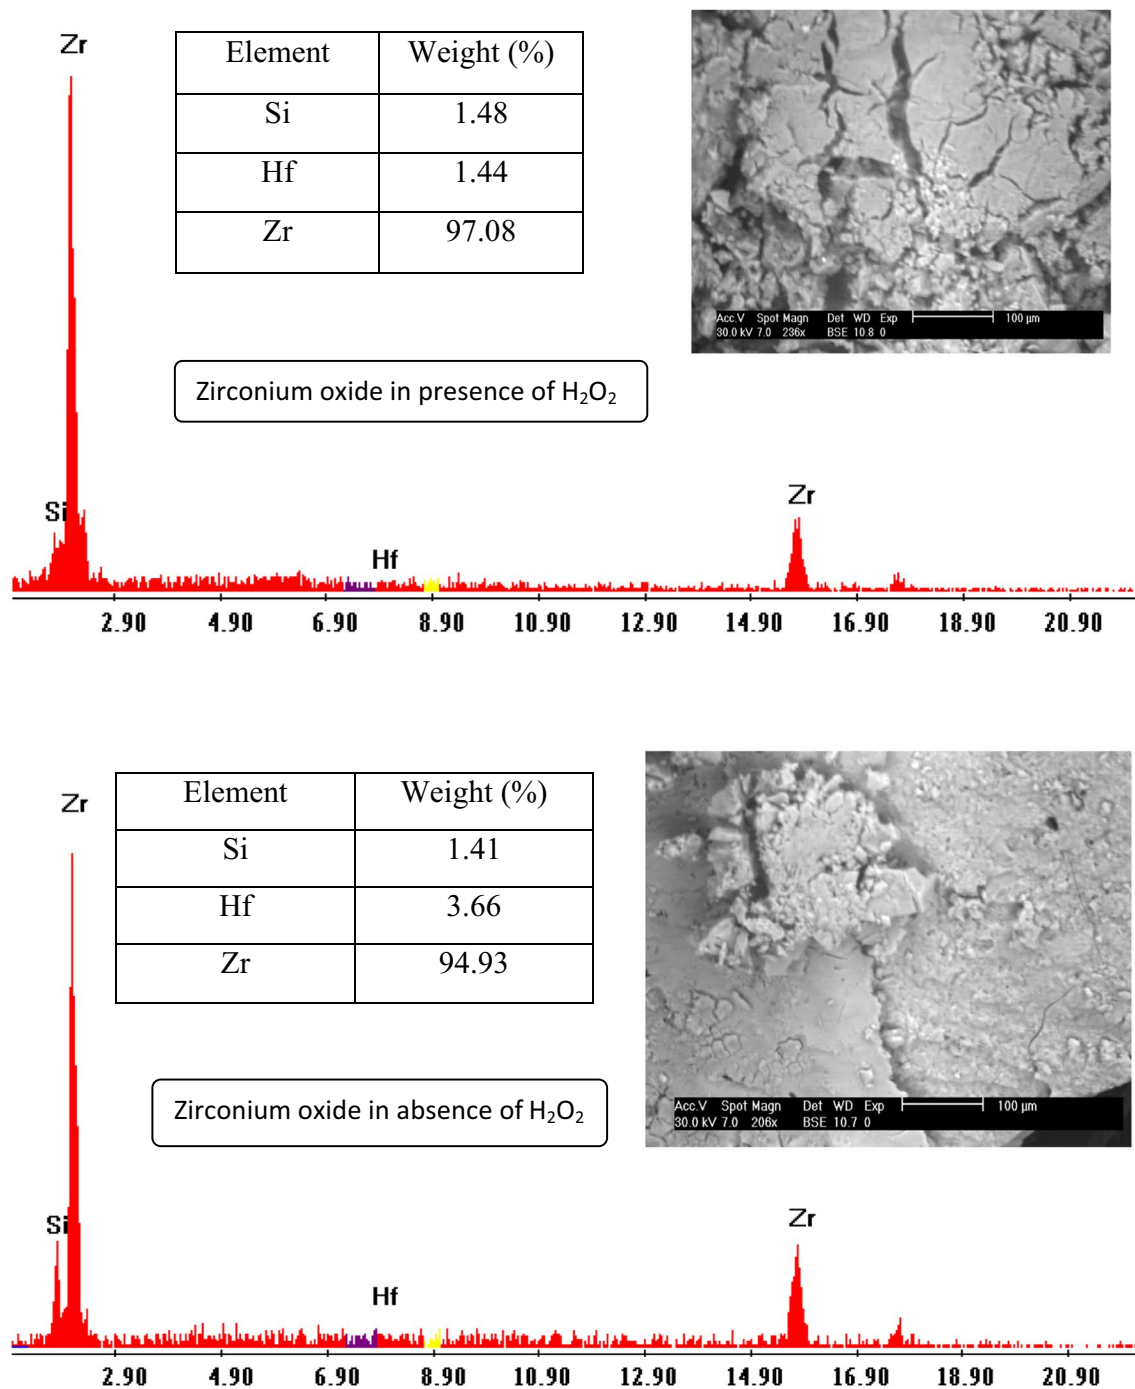 Zr
Element Weight (%)
Si 1.48
Hf 1.44
Zr 97.08
Acc.V Spot Magn Det WD Exp 100 µm
30.0 kV 7.0 236x BSE 10.8 0
Zirconium oxide in presence of H₂O₂
Si
Hf
Zr
2.90 4.90 6.90 8.90 10.90 12.90 14.90 16.90 18.90 20.90
Zr
Element Weight (%)
Si 1.41
Hf 3.66
Zr 94.93
Acc.V Spot Magn Det WD Exp 100 µm
30.0 kV 7.0 206x BSE 10.7 0
Zirconium oxide in absence of H₂O₂
Si
Hf
Zr
2.90 4.90 6.90 8.90 10.90 12.90 14.90 16.90 18.90 20.90